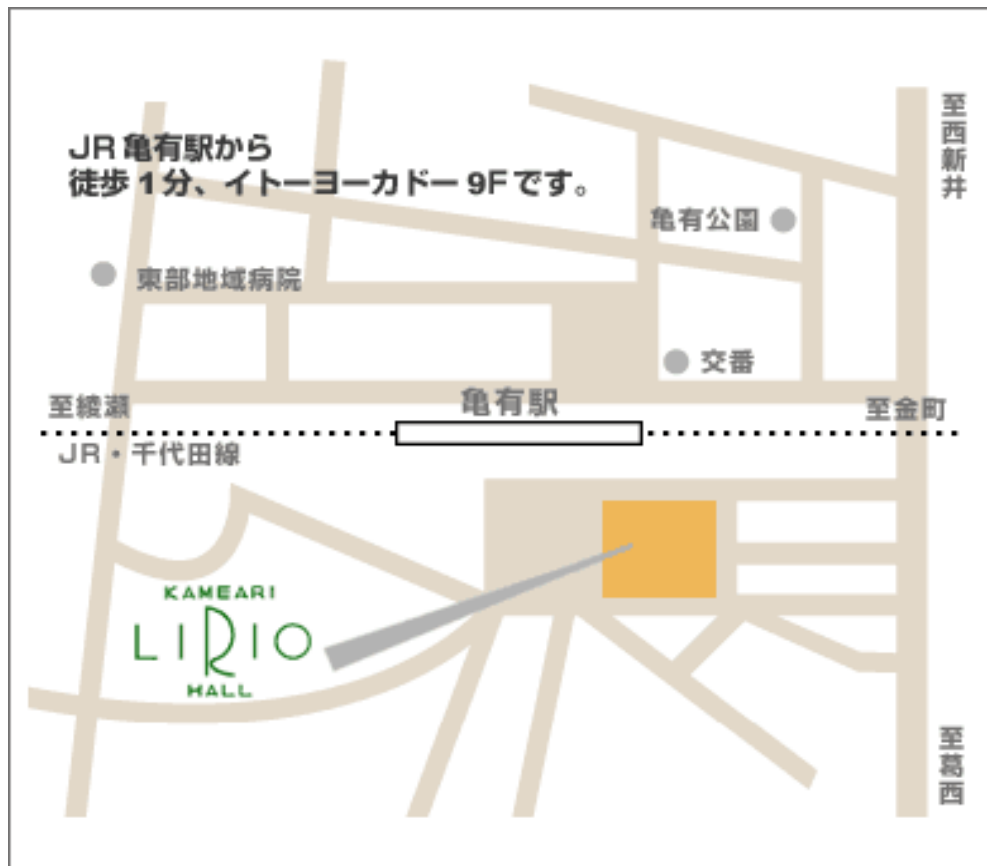 JR亀有駅から
徒歩1分、イトーヨーカドー9Fです。
至西新井
亀有公園
東部地域病院
交番
至綾瀬
亀有駅
至金町
JR・千代田線
KAMEARI
LIRIO
HALL
至葛西